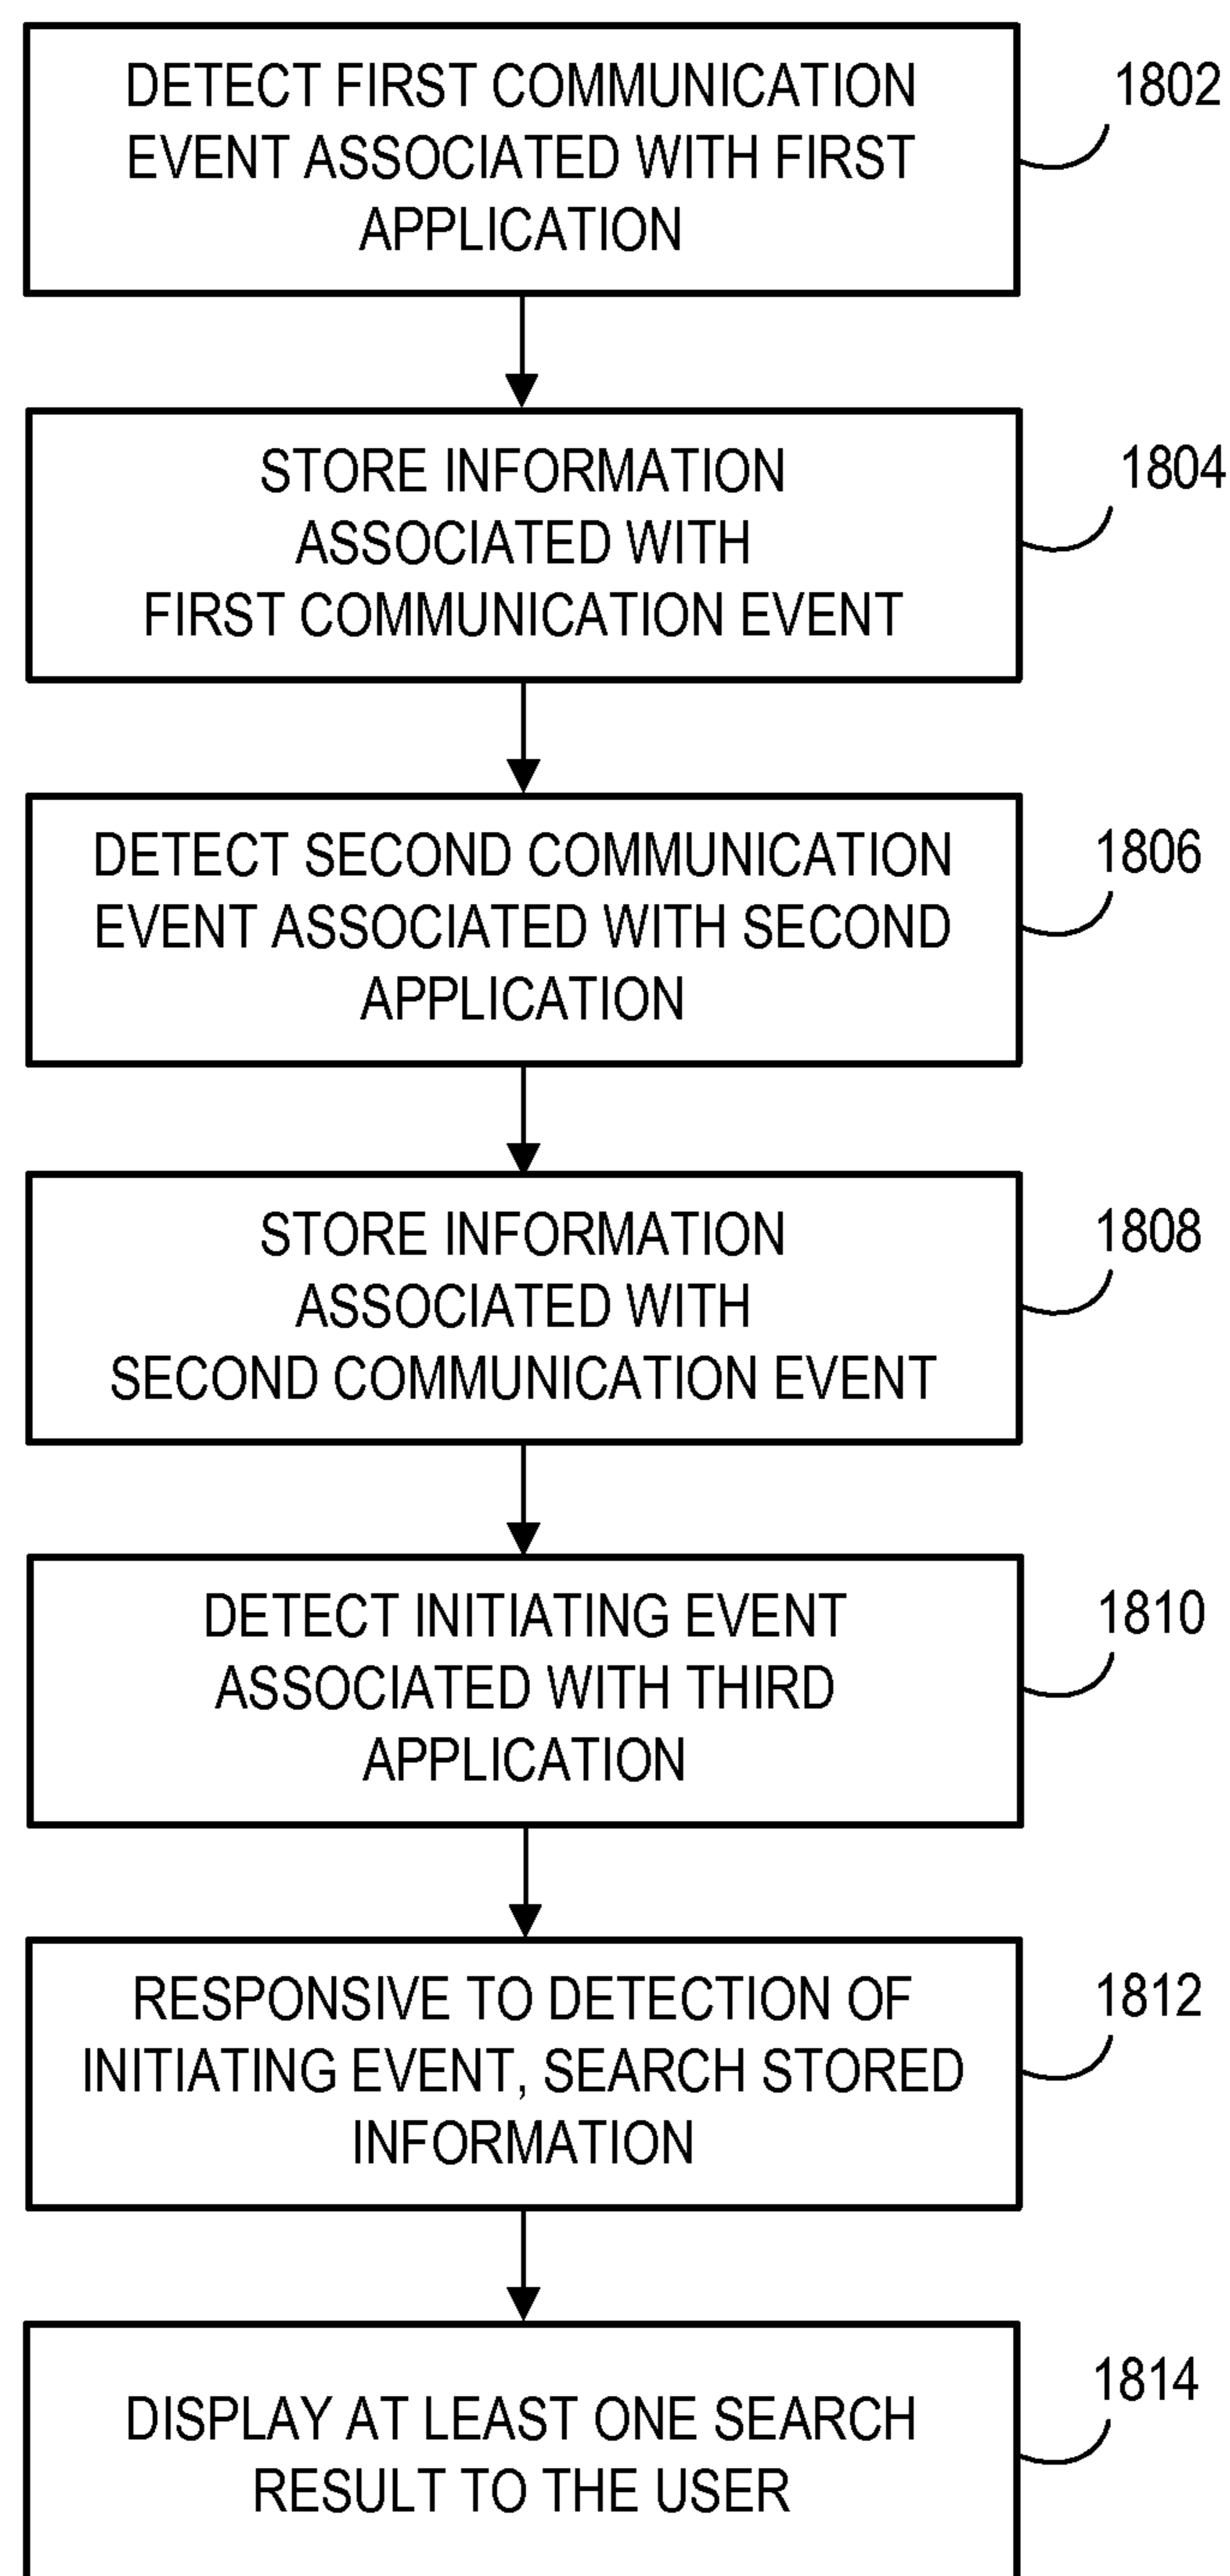 DETECT FIRST COMMUNICATION
EVENT ASSOCIATED WITH FIRST
APPLICATION
1802
STORE INFORMATION
ASSOCIATED WITH
FIRST COMMUNICATION EVENT
1804
DETECT SECOND COMMUNICATION
EVENT ASSOCIATED WITH SECOND
APPLICATION
1806
STORE INFORMATION
ASSOCIATED WITH
SECOND COMMUNICATION EVENT
1808
DETECT INITIATING EVENT
ASSOCIATED WITH THIRD
APPLICATION
1810
RESPONSIVE TO DETECTION OF
INITIATING EVENT, SEARCH STORED
INFORMATION
1812
DISPLAY AT LEAST ONE SEARCH
RESULT TO THE USER
1814